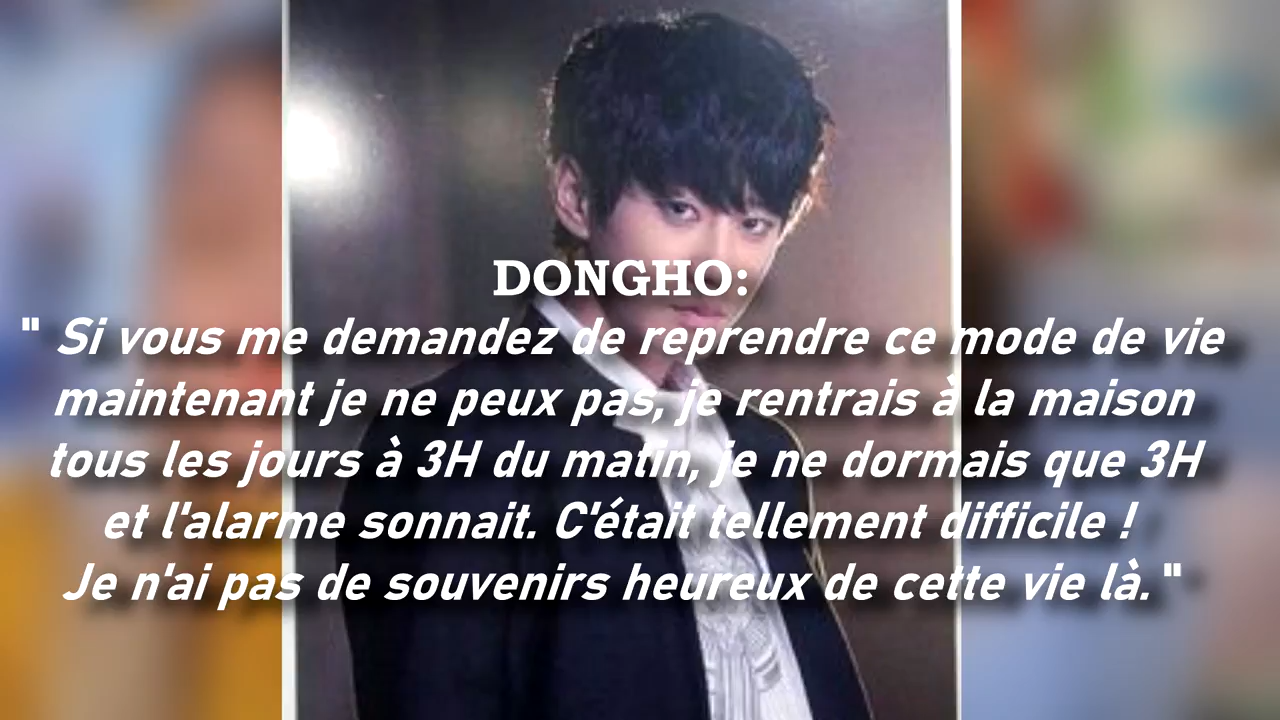 DONGHO:
" Si vous me demandez de reprendre ce mode de vie
maintenant je ne peux pas, je rentrais à la maison
tous les jours à 3H du matin, je ne dormais que 3H
et l'alarme sonnait. C'était tellement difficile !
Je n'ai pas de souvenirs heureux de cette vie là. "